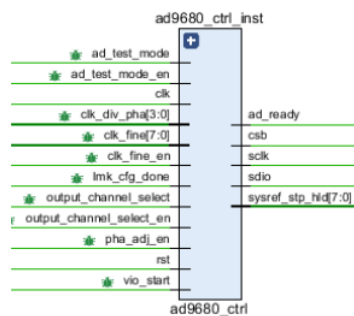 ad9680_ctrl_inst
ad_test_mode
ad_test_mode_en
clk
clk_div_pha[3:0]
clk_fine[7:0]
clk_fine_en
lmk_cfg_done
output_channel_select
output_channel_select_en
pha_adj_en
rst
vio_start
ad_ready
csb
sclk
sdio
sysref_stp_hld[7:0]
ad9680_ctrl